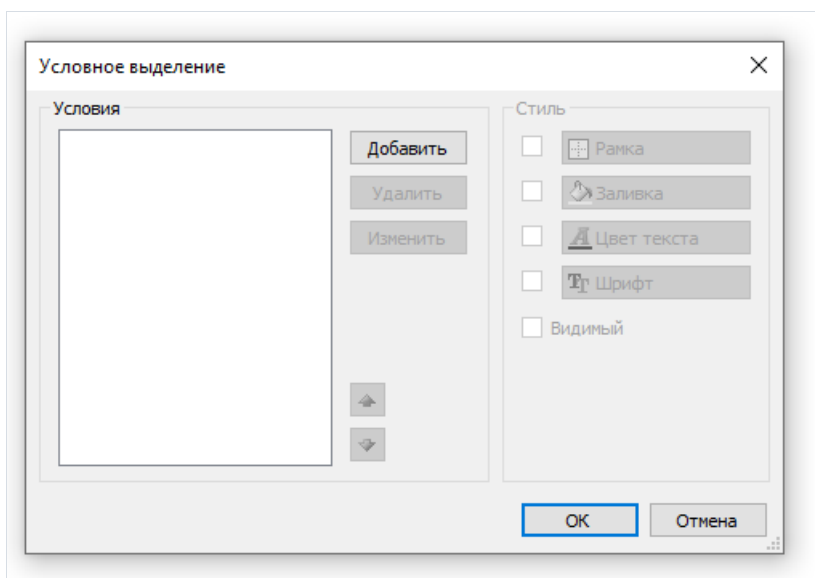 Условное выделение
Условия
Добавить
Удалить
Изменить
Стиль
Рамка
Заливка
Цвет текста
Шрифт
Видимый
OK
Отмена